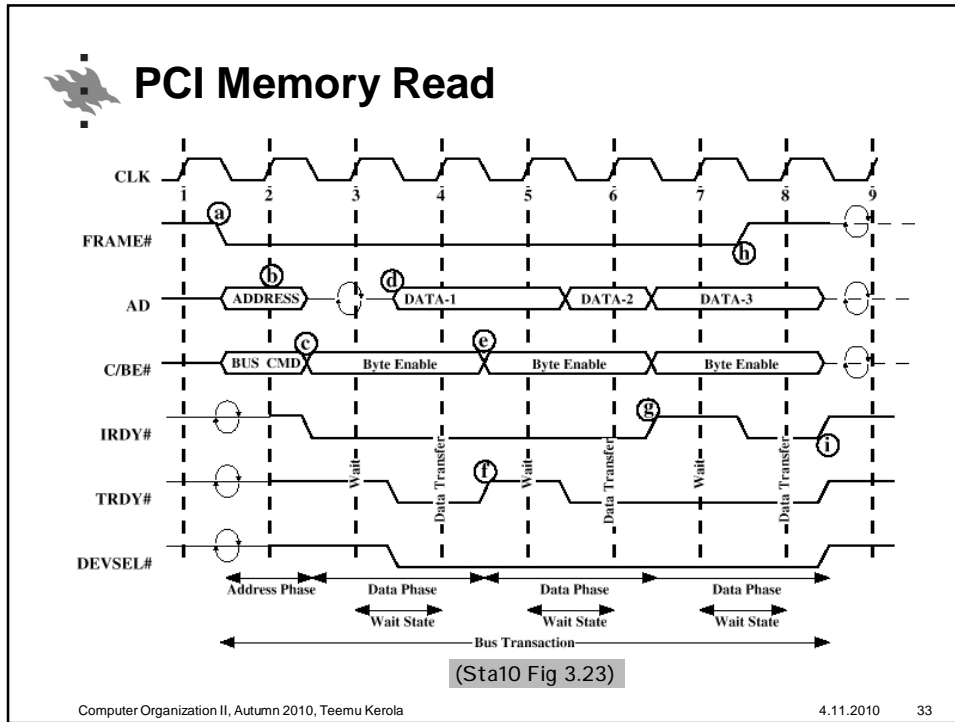 PCI Memory Read
CLK
1 2 3 4 5 6 7 8 9
a
FRAME#
h
b d
AD ADDRESS DATA-1 DATA-2 DATA-3
c e
C/BE# BUS CMD Byte Enable Byte Enable Byte Enable
g
IRDY#
i
Wait Data Transfer Wait Data Transfer Wait Data Transfer
f
TRDY#
DEVSEL#
Address Phase Data Phase Data Phase Data Phase
Wait State Wait State Wait State
Bus Transaction
(Sta10 Fig 3.23)
Computer Organization II, Autumn 2010, Teemu Kerola 4.11.2010 33